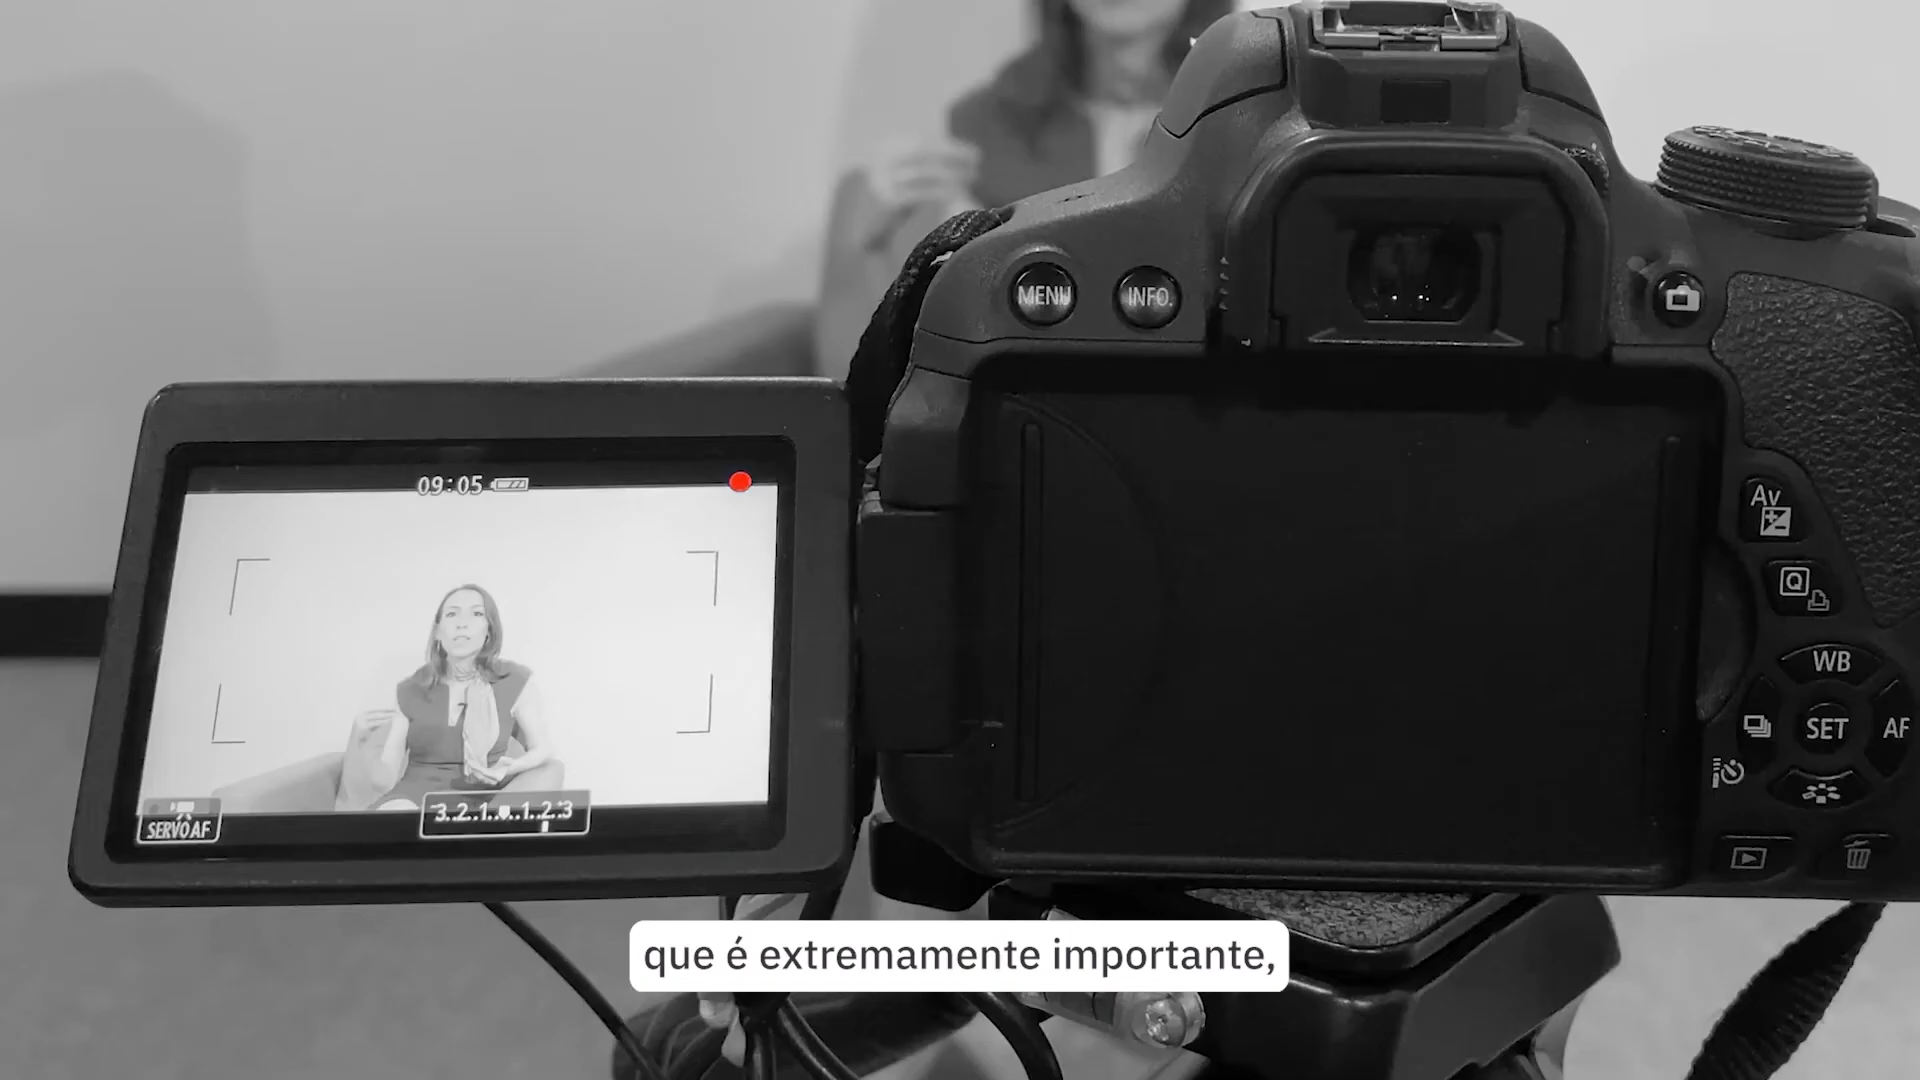 MENU
INFO.
09:05
Av
Q
WB
SET
AF
SERVO AF
3..2..1..1..2..3
que é extremamente importante,